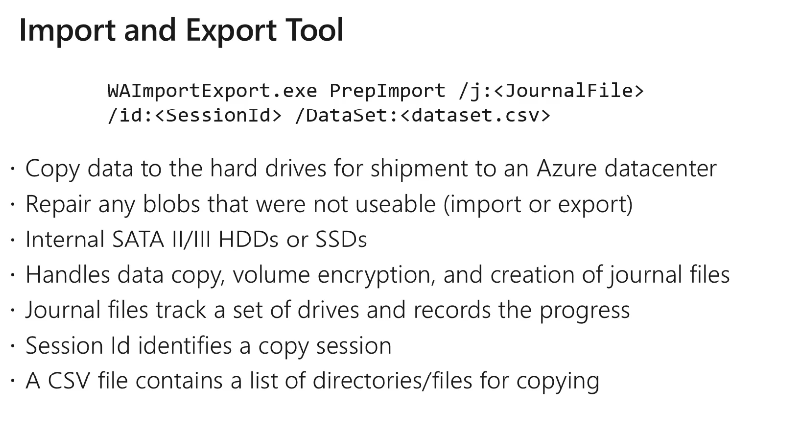 Import and Export Tool
WAImportExport.exe PrepImport /j:<JournalFile>
/id:<SessionId> /DataSet:<dataset.csv>
· Copy data to the hard drives for shipment to an Azure datacenter
· Repair any blobs that were not useable (import or export)
· Internal SATA II/III HDDs or SSDs
· Handles data copy, volume encryption, and creation of journal files
· Journal files track a set of drives and records the progress
· Session Id identifies a copy session
· A CSV file contains a list of directories/files for copying